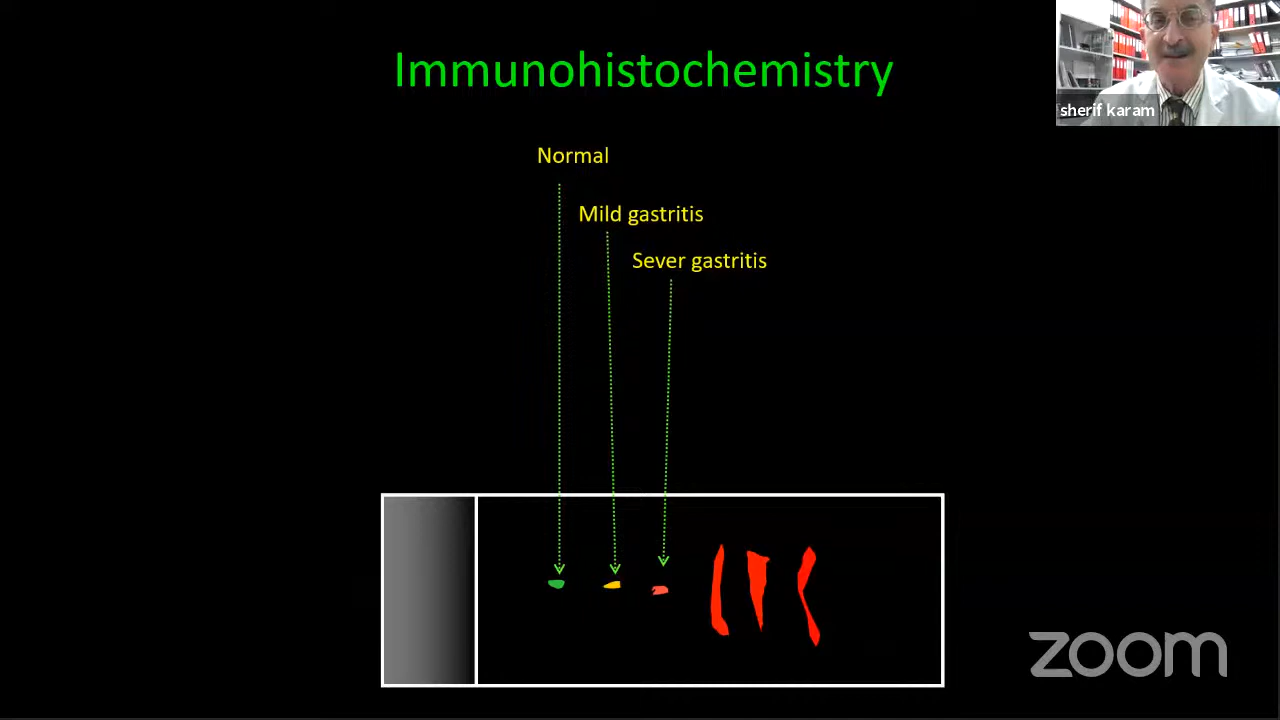 Immunohistochemistry
sherif karam
Normal
Mild gastritis
Sever gastritis
zoom